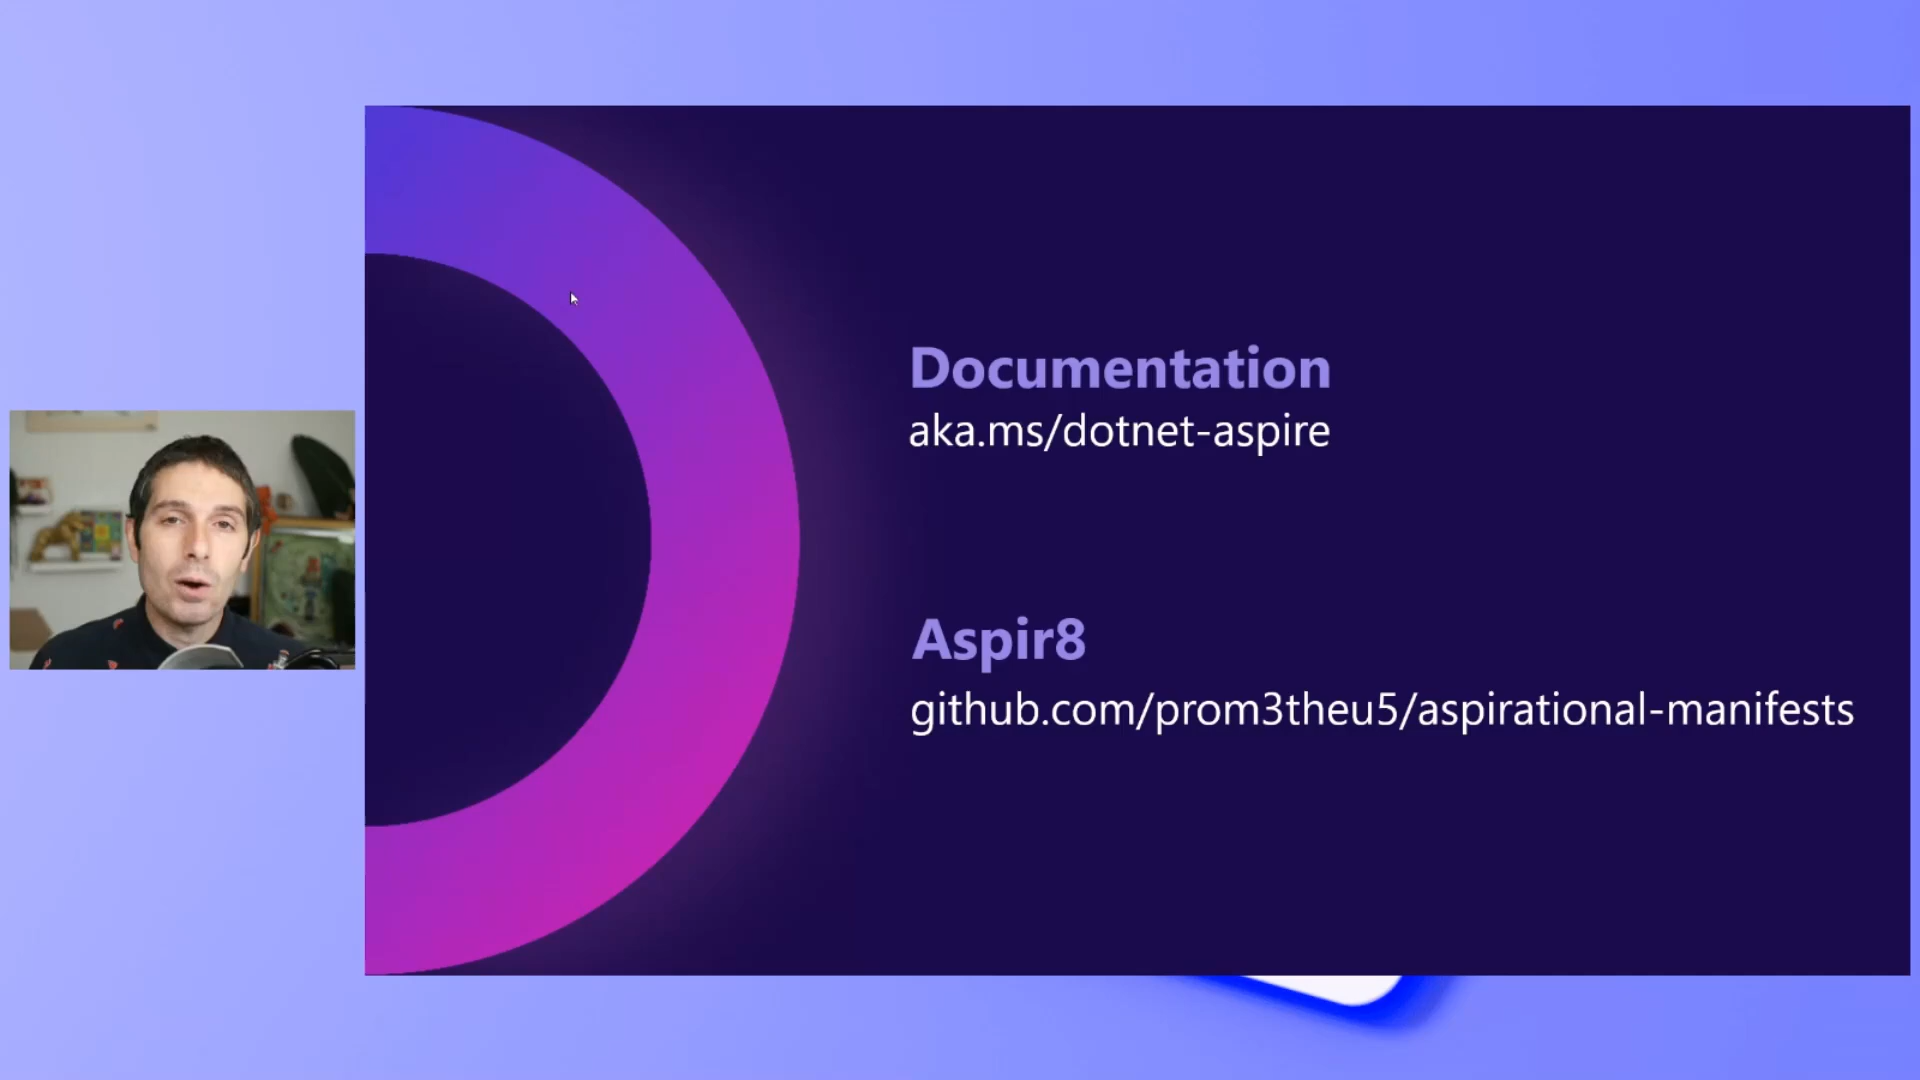 Documentation
aka.ms/dotnet-aspire
Aspir8
github.com/prom3theu5/aspirational-manifests